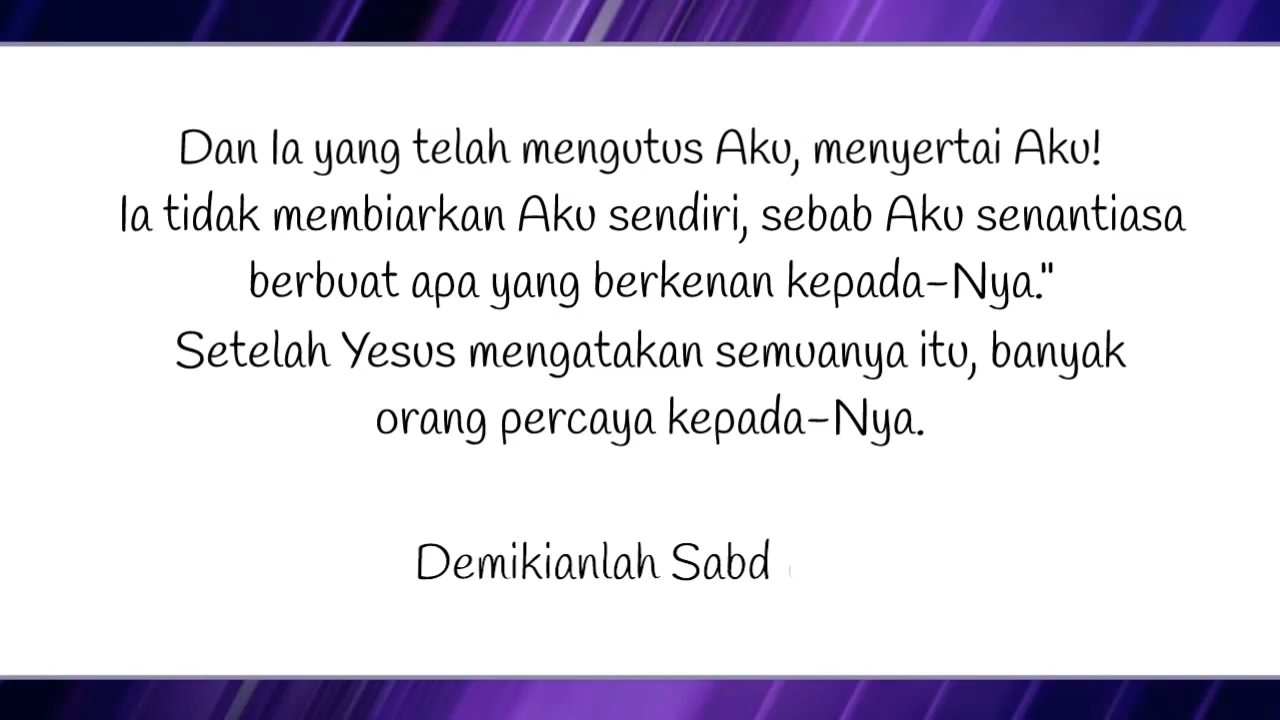 Dan Ia yang telah mengutus Aku, menyertai Aku!
Ia tidak membiarkan Aku sendiri, sebab Aku senantiasa
berbuat apa yang berkenan kepada-Nya."
Setelah Yesus mengatakan semuanya itu, banyak
orang percaya kepada-Nya.
Demikianlah Sabd